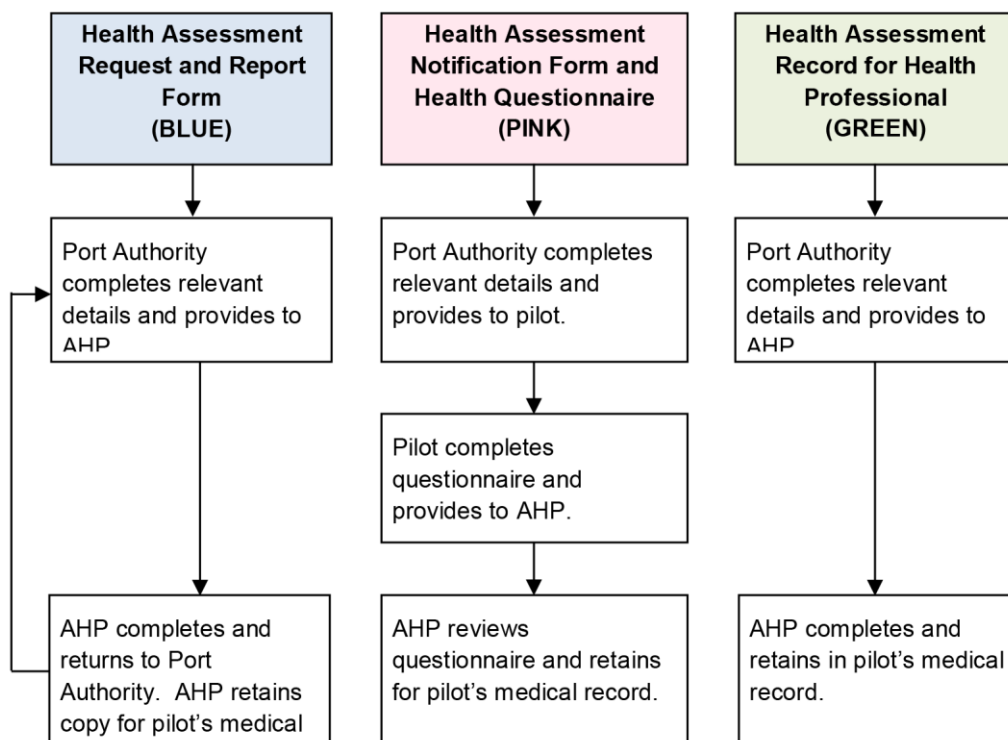 Health Assessment
Request and Report
Form
(BLUE)
Health Assessment
Notification Form and
Health Questionnaire
(PINK)
Health Assessment
Record for Health
Professional
(GREEN)
Port Authority
completes relevant
details and provides to
AHP
Port Authority completes
relevant details and
provides to pilot.
Port Authority
completes relevant
details and provides to
AHP
Pilot completes
questionnaire and
provides to AHP.
AHP completes and
returns to Port
Authority.  AHP retains
copy for pilot’s medical
AHP reviews
questionnaire and retains
for pilot’s medical record.
AHP completes and
retains in pilot’s medical
record.